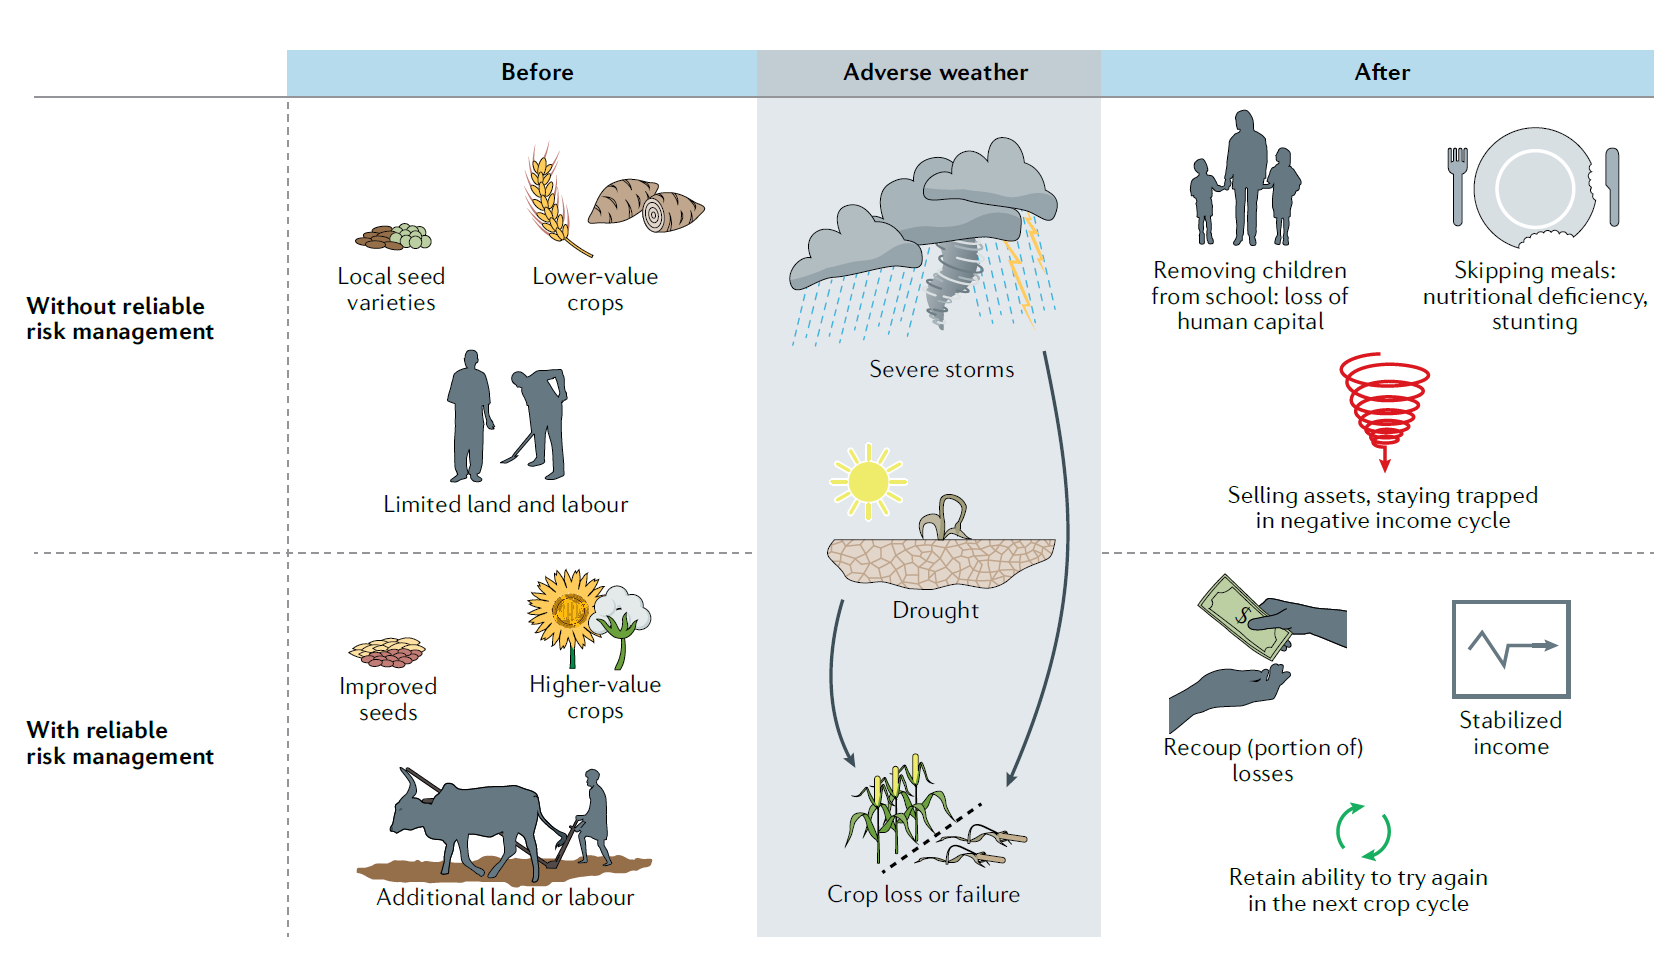 Before
Adverse weather
After
Without reliable
risk management
Local seed
varieties
Lower-value
crops
Limited land and labour
Severe storms
Drought
Crop loss or failure
Removing children
from school: loss of
human capital
Skipping meals:
nutritional deficiency,
stunting
Selling assets, staying trapped
in negative income cycle
With reliable
risk management
Improved
seeds
Higher-value
crops
Additional land or labour
$
Recoup (portion of)
losses
Stabilized
income
Retain ability to try again
in the next crop cycle